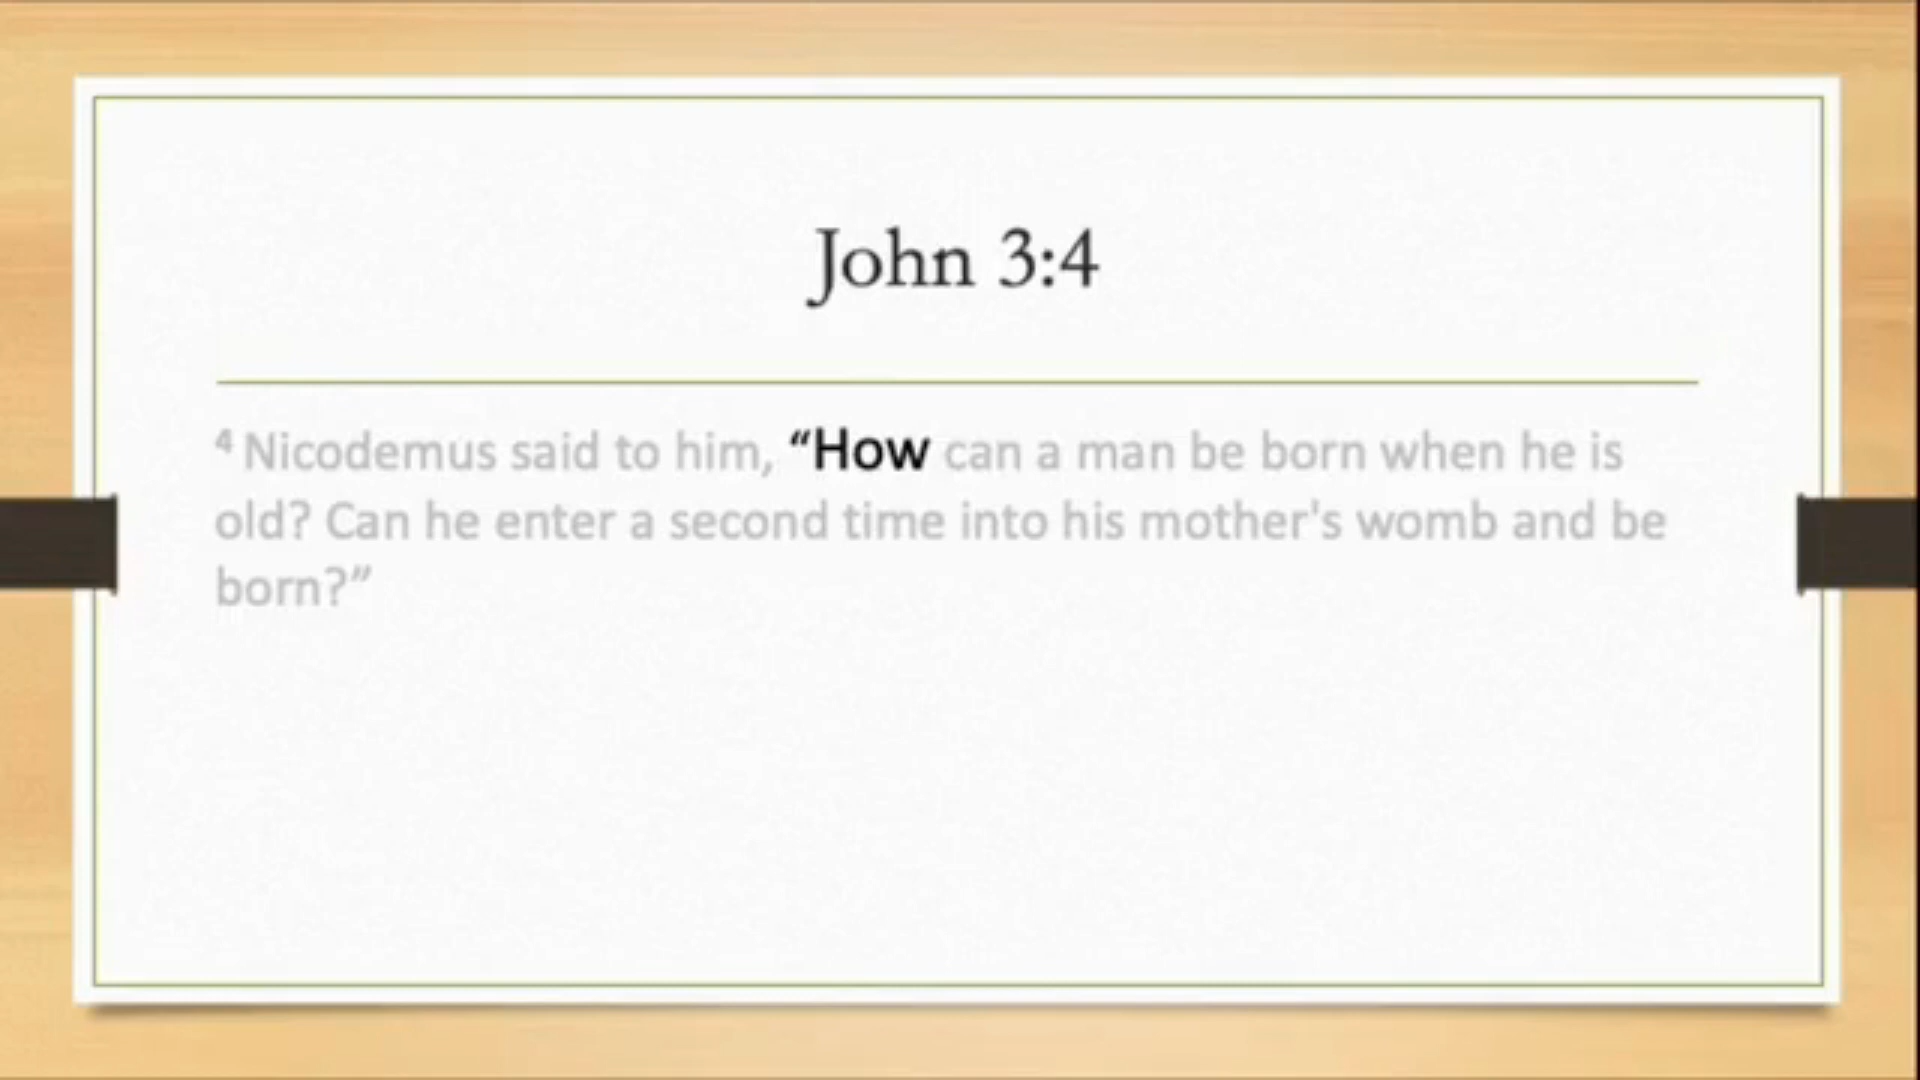 John 3:4
4 Nicodemus said to him, “How can a man be born when he is
old? Can he enter a second time into his mother's womb and be
born?”